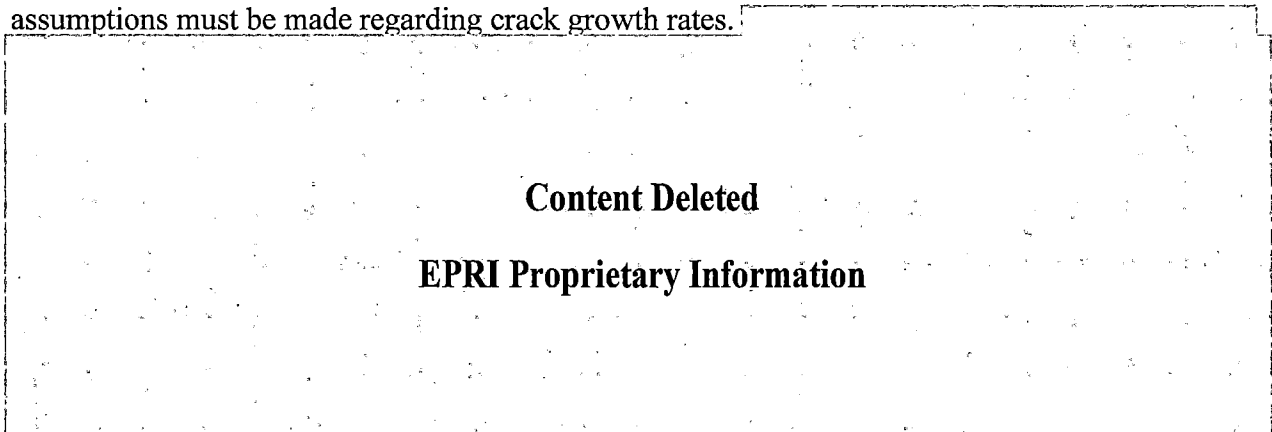 assumptions must be made regarding crack growth rates.
Content Deleted
EPRI Proprietary Information